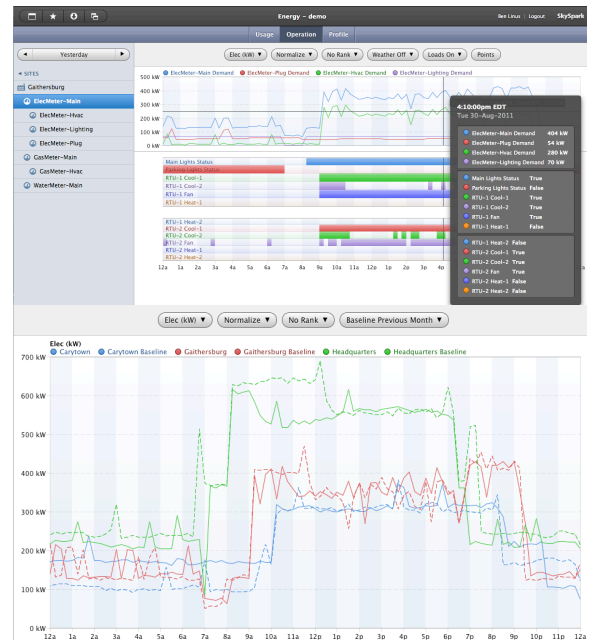 Energy - demo
Ben Linus Logout SkySpark
Usage Operation Profile
Yesterday
Elec (kW) ▼ Normalize ▼ No Rank ▼ Weather Off ▼ Loads On ▼ Points
SITES
Gaithersburg
ElecMeter-Main
ElecMeter-Hvac
ElecMeter-Lighting
ElecMeter-Plug
GasMeter-Main
GasMeter-Hvac
WaterMeter-Main
500 kW ElecMeter-Main Demand ElecMeter-Plug Demand ElecMeter-Hvac Demand ElecMeter-Lighting Demand
400 kW
300 kW
200 kW
100 kW
0 kW
Main Lights Status
Parking Lights Status
RTU-1 Cool-1
RTU-1 Cool-2
RTU-1 Fan
RTU-1 Heat-1
RTU-1 Heat-2
RTU-2 Cool-1
RTU-2 Cool-2
RTU-2 Fan
RTU-2 Heat-1
RTU-2 Heat-2
12a 1a 2a 3a 4a 5a 6a 7a 8a 9a 10a 11a 12p 1p 2p 3p 4p
4:10:00pm EDT
Tue 30-Aug-2011
ElecMeter-Main Demand 404 kW
ElecMeter-Plug Demand 54 kW
ElecMeter-Hvac Demand 280 kW
ElecMeter-Lighting Demand 70 kW
Main Lights Status True
Parking Lights Status False
RTU-1 Cool-1 True
RTU-1 Cool-2 True
RTU-1 Fan True
RTU-1 Heat-1 False
RTU-1 Heat-2 False
RTU-2 Cool-1 True
RTU-2 Cool-2 True
RTU-2 Fan True
RTU-2 Heat-1 False
RTU-2 Heat-2 False
Elec (kW) ▼ Normalize ▼ No Rank ▼ Baseline Previous Month ▼
Elec (kW)
Carytown Carytown Baseline Gaithersburg Gaithersburg Baseline Headquarters Headquarters Baseline
700 kW
600 kW
500 kW
400 kW
300 kW
200 kW
100 kW
0 kW
12a 1a 2a 3a 4a 5a 6a 7a 8a 9a 10a 11a 12p 1p 2p 3p 4p 5p 6p 7p 8p 9p 10p 11p 12a